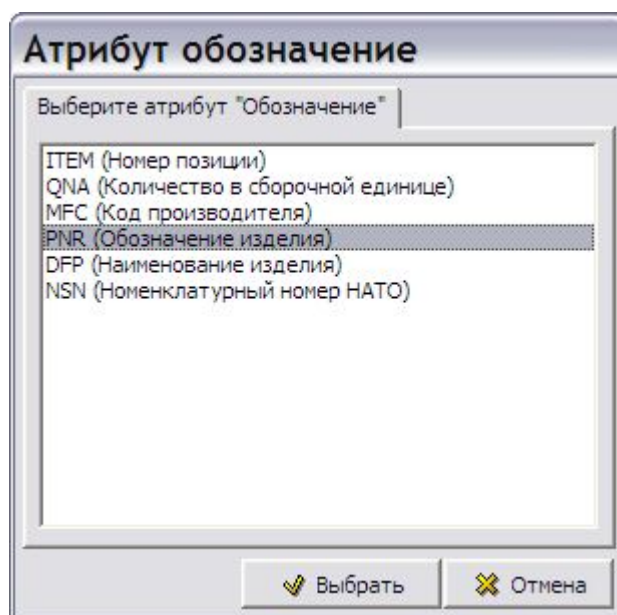 Атрибут обозначение
Выберите атрибут "Обозначение"
ITEM (Номер позиции)
QNA (Количество в сборочной единице)
MFC (Код производителя)
PNR (Обозначение изделия)
DFP (Наименование изделия)
NSN (Номенклатурный номер НАТО)
Выбрать
Отмена